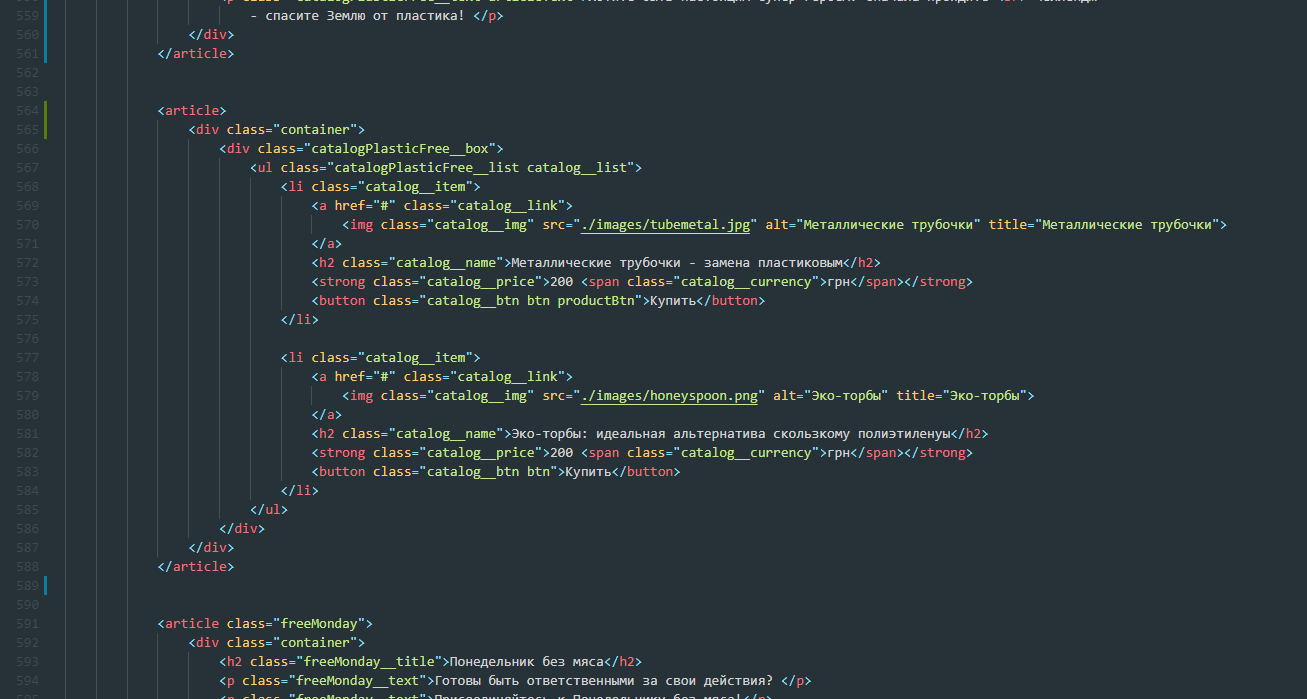 559 - спасите Землю от пластика! </p>
560 </div>
561 </article>
562
563
564 <article>
565 <div class="container">
566 <div class="catalogPlasticFree__box">
567 <ul class="catalogPlasticFree__list catalog__list">
568 <li class="catalog__item">
569 <a href="#" class="catalog__link">
570 <img class="catalog__img" src="./images/tubemetal.jpg" alt="Металлические трубочки" title="Металлические трубочки">
571 </a>
572 <h2 class="catalog__name">Металлические трубочки - замена пластиковым</h2>
573 <strong class="catalog__price">200 <span class="catalog__currency">грн</span></strong>
574 <button class="catalog__btn btn productBtn">Купить</button>
575 </li>
576
577 <li class="catalog__item">
578 <a href="#" class="catalog__link">
579 <img class="catalog__img" src="./images/honeyspoon.png" alt="Эко-торбы" title="Эко-торбы">
580 </a>
581 <h2 class="catalog__name">Эко-торбы: идеальная альтернатива скользкому полиэтиленуы</h2>
582 <strong class="catalog__price">200 <span class="catalog__currency">грн</span></strong>
583 <button class="catalog__btn btn">Купить</button>
584 </li>
585 </ul>
586 </div>
587 </div>
588 </article>
589
590
591 <article class="freeMonday">
592 <div class="container">
593 <h2 class="freeMonday__title">Понедельник без мяса</h2>
594 <p class="freeMonday__text">Готовы быть ответственными за свои действия? </p>